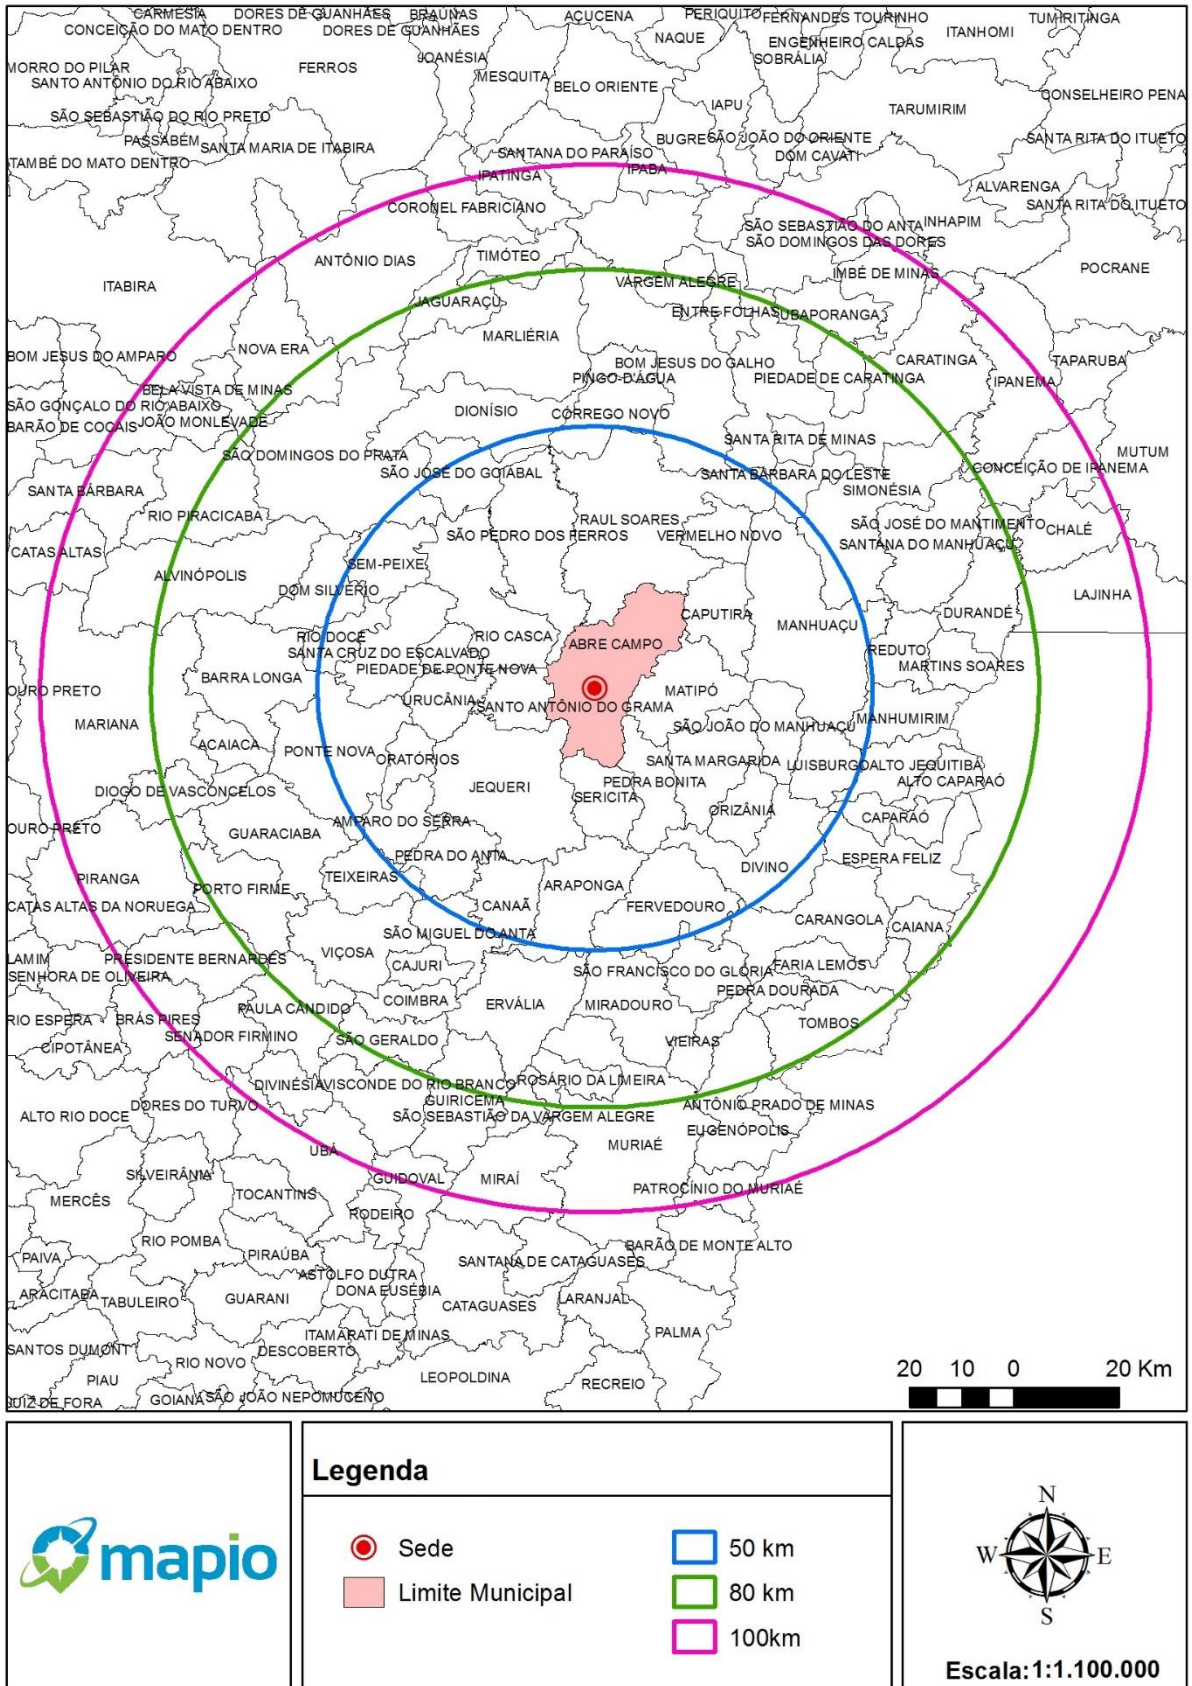 CARMÉSIA
DORES DE GUANHÃES
BRAÚNAS
AÇUCENA
PERIQUITO
FERNANDES TOURINHO
TUMIRITINGA
CONCEIÇÃO DO MATO DENTRO
DORES DE GUANHÃES
NAQUE
ENGENHEIRO CALDAS
ITANHOMI
JOANÉSIA
SOBRÁLIA
MORRO DO PILAR
FERROS
MESQUITA
BELO ORIENTE
SANTO ANTÔNIO DO RIO ABAIXO
CONSELHEIRO PENA
IAPU
TARUMIRIM
SÃO SEBASTIÃO DO RIO PRETO
PASSABÉM
SANTA MARIA DE ITABIRA
BUGRE
SÃO JOÃO DO ORIENTE
SANTA RITA DO ITUETO
SANTANA DO PARAÍSO
DOM CAVATI
ITAMBÉ DO MATO DENTRO
IPATINGA
IPABA
ALVARENGA
CORONEL FABRICIANO
SANTA RITA DO ITUETO
SÃO SEBASTIÃO DO ANTA
INHAPIM
SÃO DOMINGOS DAS DORES
ANTÔNIO DIAS
TIMÓTEO
POCRANE
ITABIRA
VARGEM ALEGRE
IMBÉ DE MINAS
JAGUARAÇU
ENTRE FOLHAS
UBAPORANGA
MARLIÉRIA
NOVA ERA
BOM JESUS DO AMPARO
BOM JESUS DO GALHO
CARATINGA
TAPARUBA
PINGO-D'ÁGUA
PIEDADE DE CARATINGA
IPANEMA
BELA VISTA DE MINAS
SÃO GONÇALO DO RIO ABAIXO
DIONÍSIO
CÓRREGO NOVO
BARÃO DE COCAIS
JOÃO MONLEVADE
SANTA RITA DE MINAS
MUTUM
SÃO DOMINGOS DO PRATA
SÃO JOSÉ DO GOIABAL
SANTA BÁRBARA DO LESTE
CONCEIÇÃO DE IPANEMA
SANTA BÁRBARA
SIMONÉSIA
RIO PIRACICABA
RAUL SOARES
SÃO JOSÉ DO MANTIMENTO
CHALÉ
SÃO PEDRO DOS FERROS
VERMELHO NOVO
SANTANA DO MANHUAÇU
CATAS ALTAS
SEM-PEIXE
ALVINÓPOLIS
DOM SILVÉRIO
LAJINHA
CAPUTIRA
MANHUAÇU
DURANDÉ
RIO DOCE
RIO CASCA
ABRE CAMPO
SANTA CRUZ DO ESCALVADO
REDUTO
PIEDADE DE PONTE NOVA
MARTINS SOARES
BARRA LONGA
OURO PRETO
URUCÂNIA
SANTO ANTÔNIO DO GRAMA
MATIPÓ
MARIANA
SÃO JOÃO DO MANHUAÇU
MANHUMIRIM
ACAIACA
PONTE NOVA
ORATÓRIOS
SANTA MARGARIDA
LUISBURGO
ALTO JEQUITIBÁ
JEQUERI
PEDRA BONITA
ALTO CAPARAÓ
DIOGO DE VASCONCELOS
SERICITA
ORIZÂNIA
CAPARAÓ
OURO PRETO
GUARACIABA
AMPARO DO SERRA
PEDRA DO ANTA
ESPERA FELIZ
DIVINO
PIRANGA
TEIXEIRAS
PORTO FIRME
ARAPONGA
CATAS ALTAS DA NORUEGA
CANAÃ
FERVEDOURO
CARANGOLA
CAIANA
SÃO MIGUEL DO ANTA
LAMIM
PRESIDENTE BERNARDES
VIÇOSA
CAJURI
SÃO FRANCISCO DO GLÓRIA
FARIA LEMOS
SENHORA DE OLIVEIRA
PEDRA DOURADA
COIMBRA
ERVÁLIA
MIRADOURO
PAULA CÂNDIDO
RIO ESPERA
BRÁS PIRES
TOMBOS
SENADOR FIRMINO
SÃO GERALDO
VIEIRAS
CIPOTÂNEA
DIVINÉSIA
VISCONDE DO RIO BRANCO
ROSÁRIO DA LIMEIRA
GUIRICEMA
DORES DO TURVO
ANTÔNIO PRADO DE MINAS
ALTO RIO DOCE
SÃO SEBASTIÃO DA VARGEM ALEGRE
EUGENÓPOLIS
UBÁ
MURIAÉ
SILVEIRÂNIA
GUIDOVAL
MIRAÍ
PATROCÍNIO DO MURIAÉ
MERCÊS
TOCANTINS
RODEIRO
RIO POMBA
BARÃO DE MONTE ALTO
PAIVA
PIRAÚBA
SANTANA DE CATAGUASES
ASTOLFO DUTRA
ARACITABA
TABULEIRO
GUARANI
DONA EUSÉBIA
CATAGUASES
LARANJAL
ITAMARATI DE MINAS
PALMA
SANTOS DUMONT
DESCOBERTO
RIO NOVO
20 10 0 20 Km
PIAU
LEOPOLDINA
RECREIO
JUIZ DE FORA
GOIANÁ
SÃO JOÃO NEPOMUCENO
mapio
Legenda
Sede
Limite Municipal
50 km
80 km
100km
N
W E
S
Escala:1:1.100.000